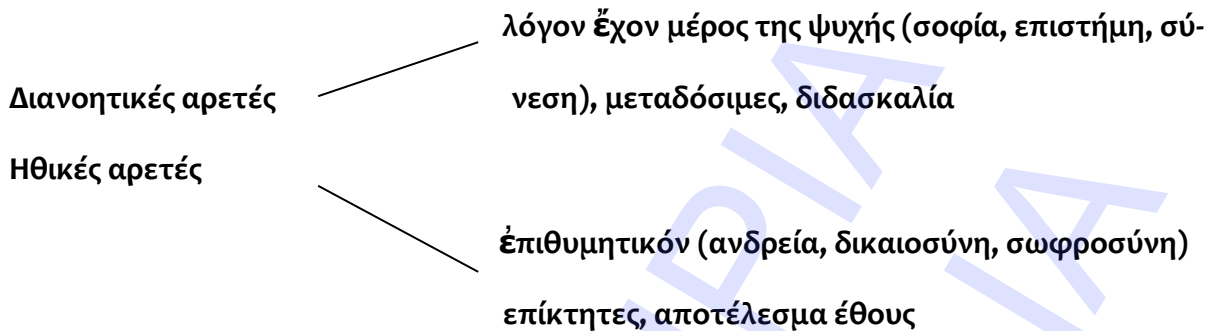 λόγον ἔχον μέρος της ψυχής (σοφία, επιστήμη, σύ-
Διανοητικές αρετές
νεση), μεταδόσιμες, διδασκαλία
Ηθικές αρετές
ἐπιθυμητικόν (ανδρεία, δικαιοσύνη, σωφροσύνη)
επίκτητες, αποτέλεσμα έθους